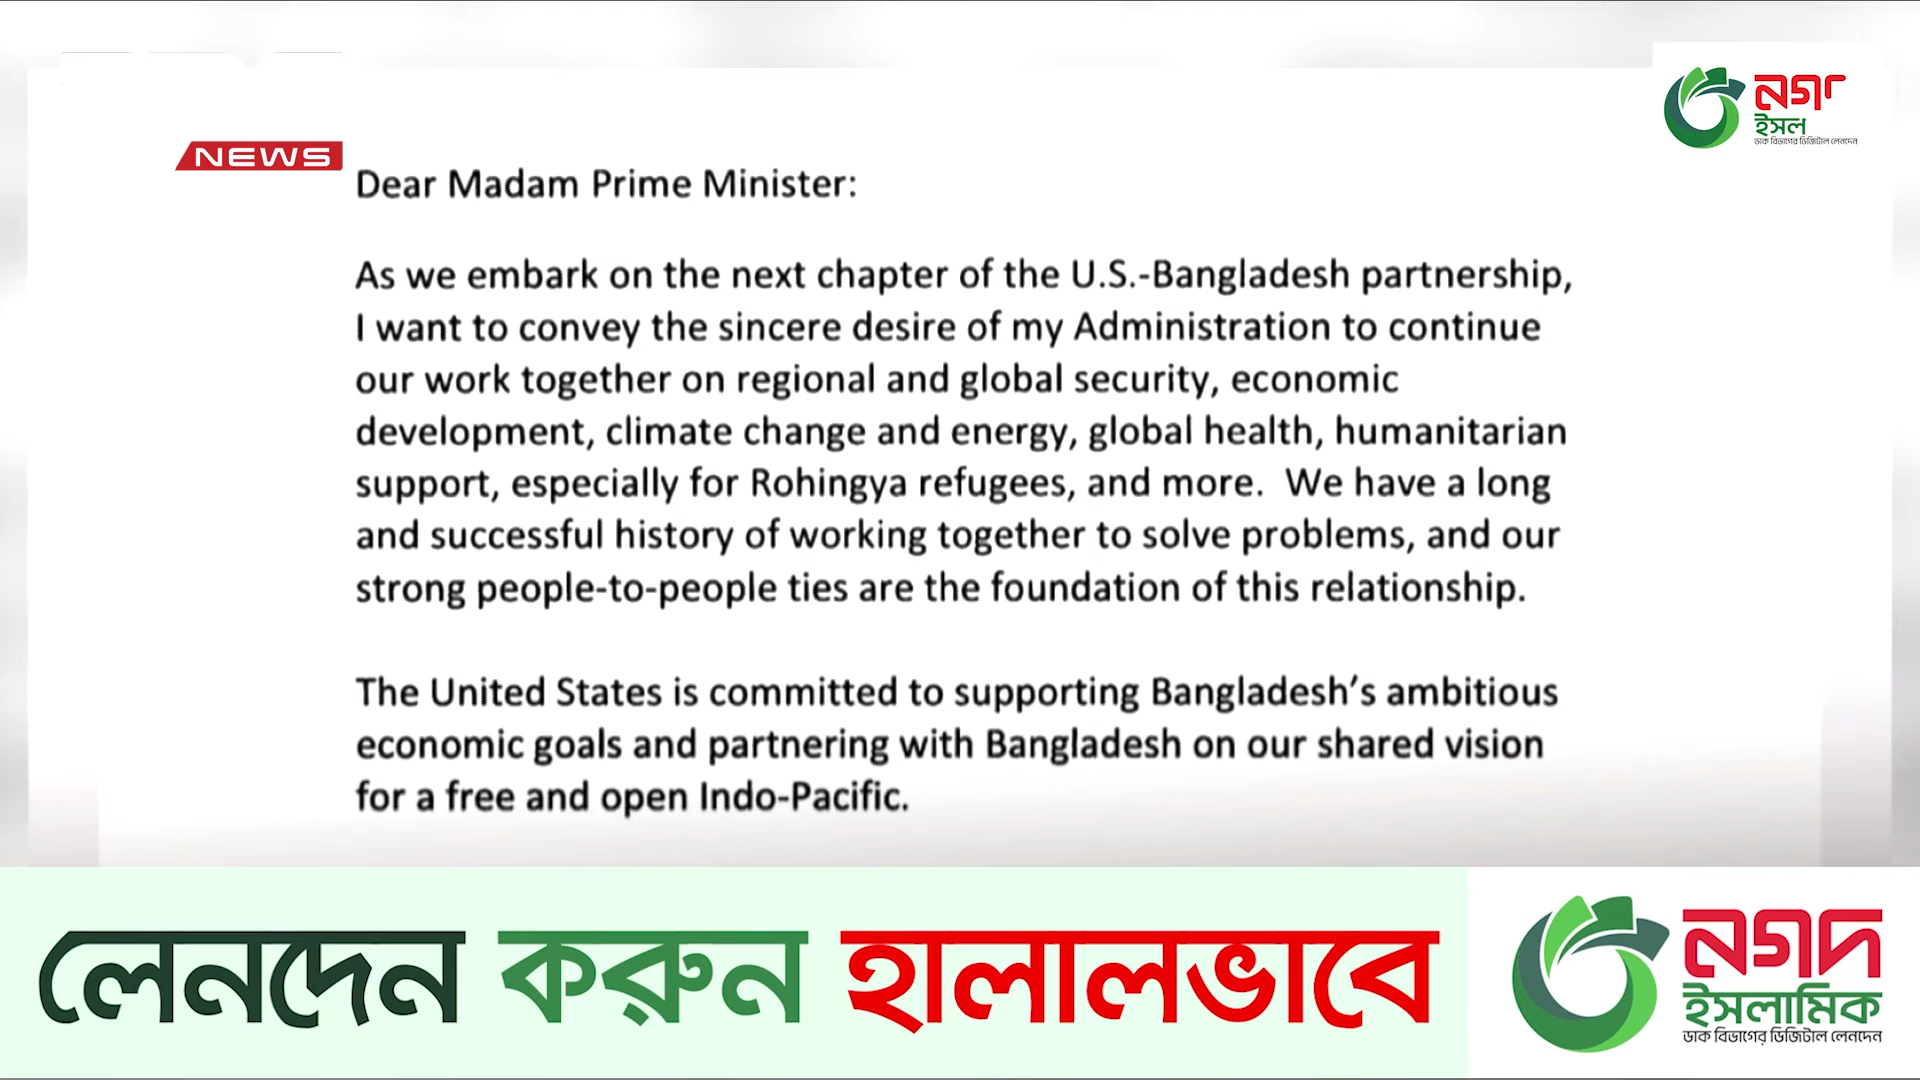 NEWS
নগদ
ইসল
ডাক বিভাগের ডিজিটাল লেনদেন
Dear Madam Prime Minister:
As we embark on the next chapter of the U.S.-Bangladesh partnership,
I want to convey the sincere desire of my Administration to continue
our work together on regional and global security, economic
development, climate change and energy, global health, humanitarian
support, especially for Rohingya refugees, and more. We have a long
and successful history of working together to solve problems, and our
strong people-to-people ties are the foundation of this relationship.
The United States is committed to supporting Bangladesh’s ambitious
economic goals and partnering with Bangladesh on our shared vision
for a free and open Indo-Pacific.
লেনদেন করুন হালালভাবে
নগদ
ইসলামিক
ডাক বিভাগের ডিজিটাল লেনদেন